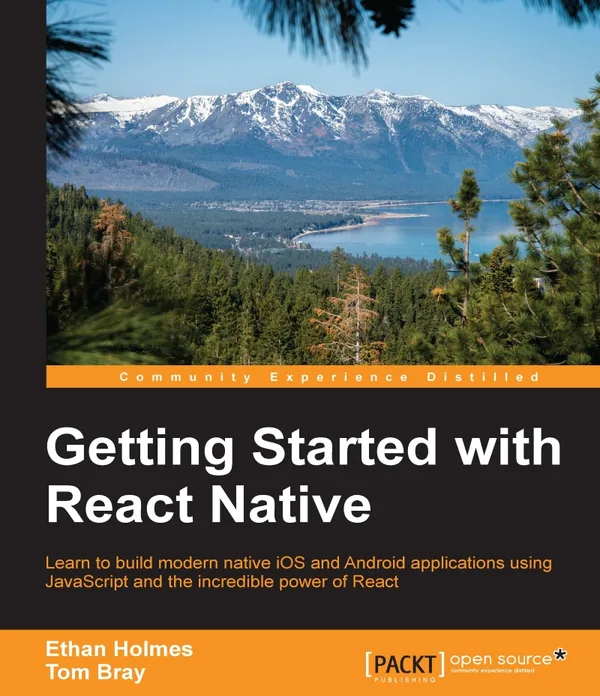 Community Experience Distilled
Getting Started with
React Native
Learn to build modern native iOS and Android applications using
JavaScript and the incredible power of React
Ethan Holmes
Tom Bray
[PACKT]
PUBLISHING
open source*
community experience distilled